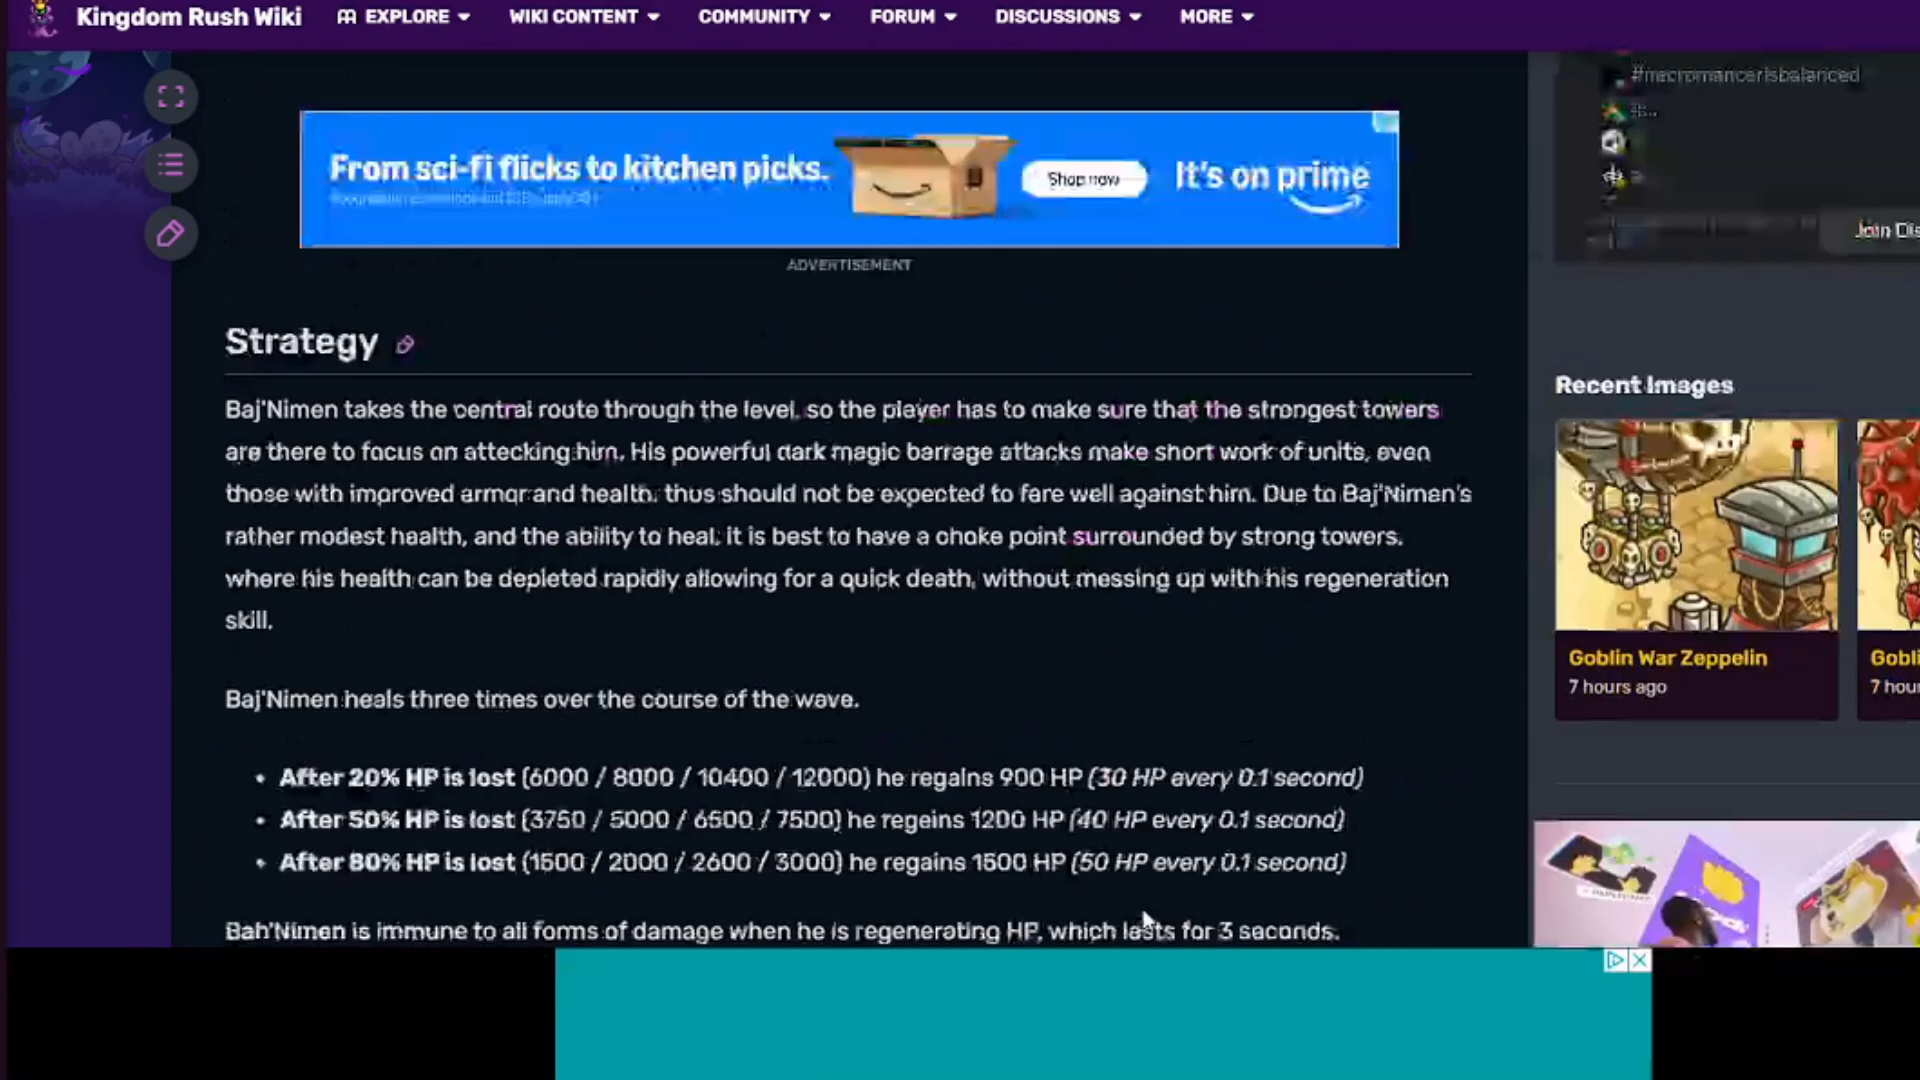 Kingdom Rush Wiki
EXPLORE
WIKI CONTENT
COMMUNITY
FORUM
DISCUSSIONS
MORE
#necromancerisbalanced
From sci-fi flicks to kitchen picks.
Shop now
It's on prime
Join Dis
ADVERTISEMENT
Strategy
Baj'Nimen takes the central route through the level, so the player has to make sure that the strongest towers
are there to focus on attacking him. His powerful dark magic barrage attacks make short work of units, even
those with improved armor and health, thus should not be expected to fare well against him. Due to Baj'Nimen's
rather modest health, and the ability to heal, it is best to have a choke point surrounded by strong towers,
where his health can be depleted rapidly allowing for a quick death, without messing up with his regeneration
skill.
Baj'Nimen heals three times over the course of the wave.
• After 20% HP is lost (6000 / 8000 / 10400 / 12000) he regains 900 HP (30 HP every 0.1 second)
• After 50% HP is lost (3750 / 5000 / 6500 / 7500) he regains 1200 HP (40 HP every 0.1 second)
• After 80% HP is lost (1500 / 2000 / 2600 / 3000) he regains 1500 HP (50 HP every 0.1 second)
Bah'Nimen is immune to all forms of damage when he is regenerating HP, which lasts for 3 seconds.
Recent Images
Goblin War Zeppelin
7 hours ago
Gobli
7 hour